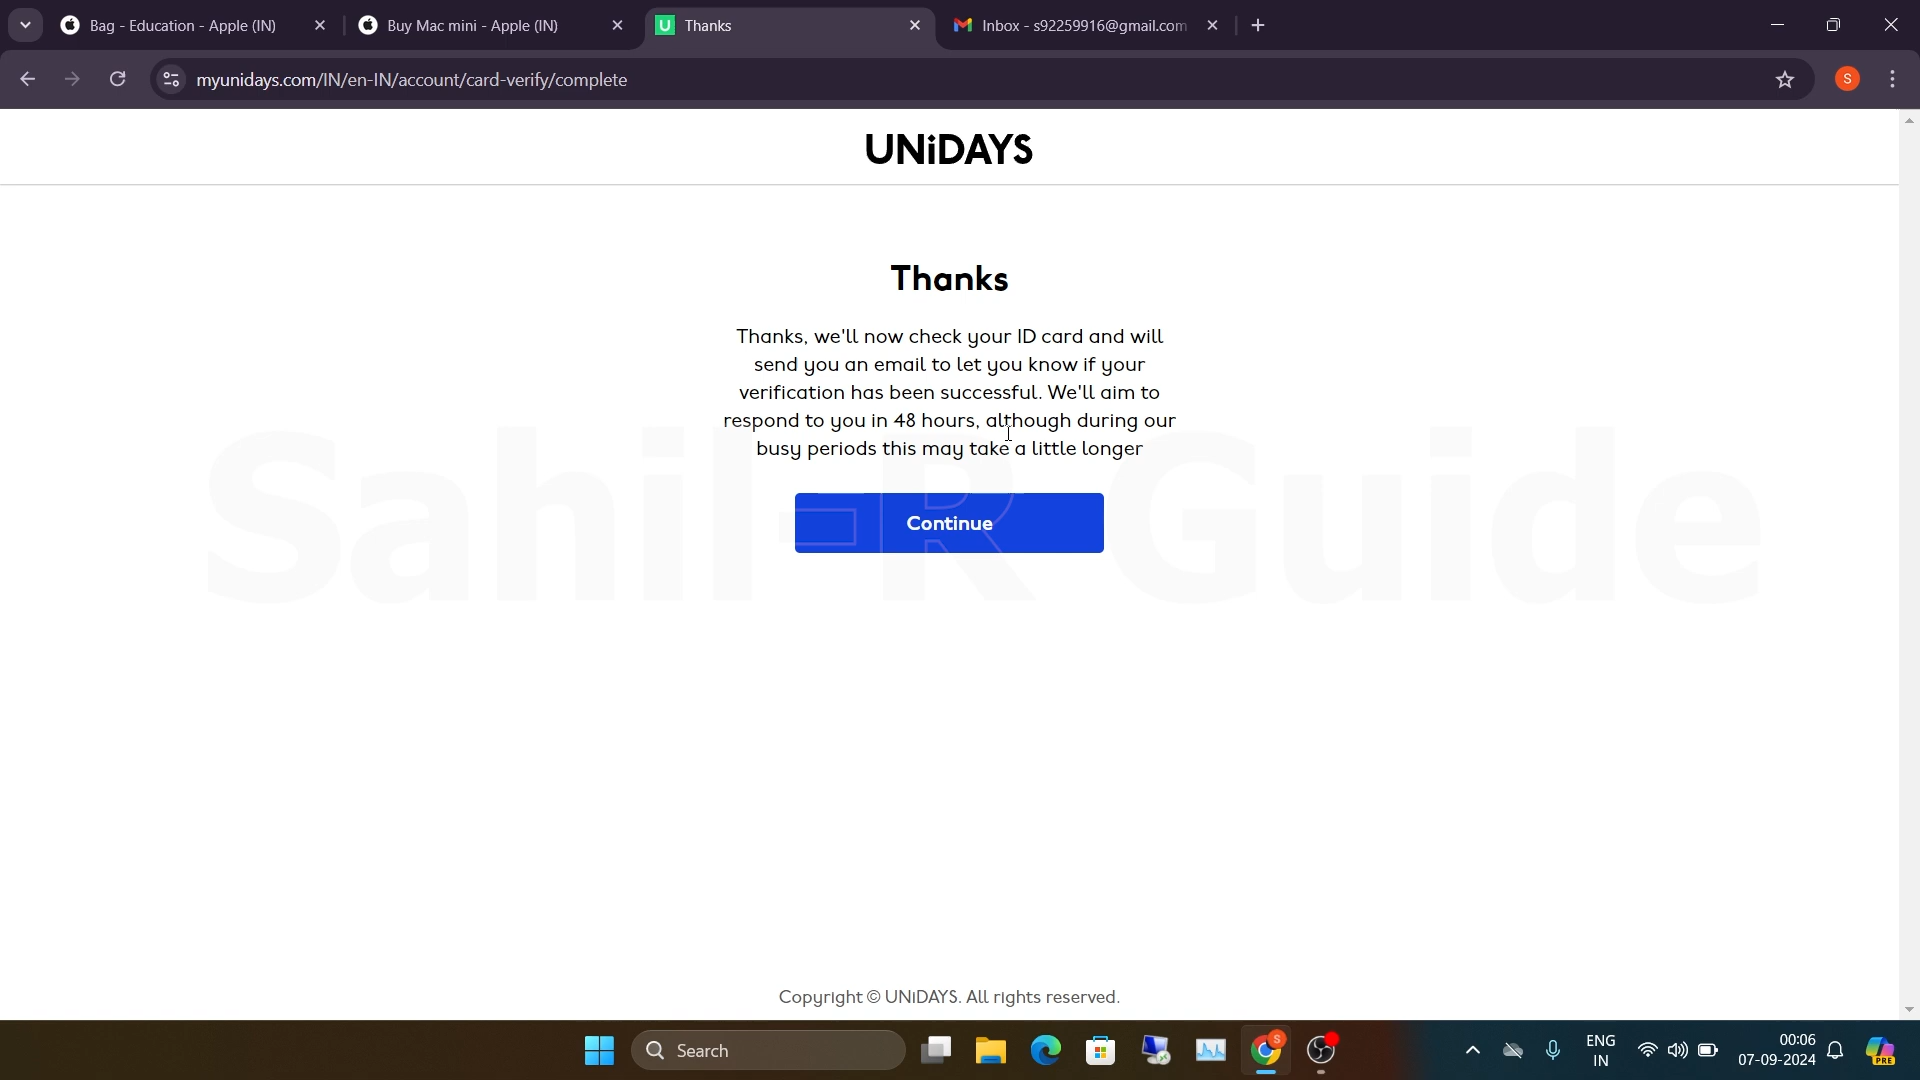 Bag - Education - Apple (IN)
Buy Mac mini - Apple (IN)
U Thanks
Inbox - s92259916@gmail.com
myunidays.com/IN/en-IN/account/card-verify/complete
S
UNiDAYS
Thanks
Thanks, we'll now check your ID card and will
send you an email to let you know if your
verification has been successful. We'll aim to
respond to you in 48 hours, although during our
busy periods this may take a little longer
Sahil-R Guide
Continue
Copyright © UNiDAYS. All rights reserved.
Search
S
ENG
IN
00:06
07-09-2024
PRE